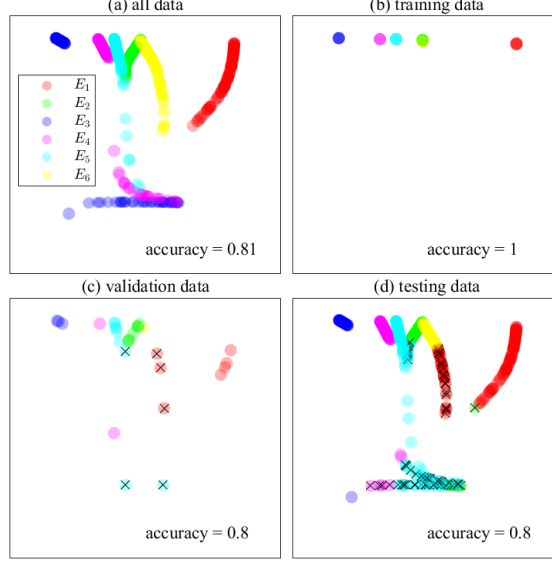 (a) all data
(b) training data
E₁
E₂
E₃
E₄
E₅
E₆
accuracy = 0.81
accuracy = 1
(c) validation data
(d) testing data
accuracy = 0.8
accuracy = 0.8